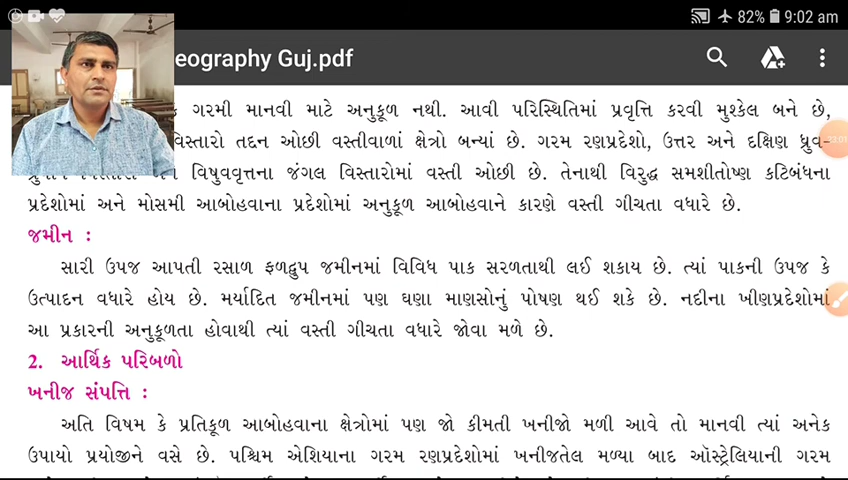 82% 9:02 am
eography Guj.pdf
ક ગરમી માનવી માટે અનુકૂળ નથી. આવી પરિસ્થિતિમાં પ્રવૃત્તિ કરવી મુશ્કેલ બને છે,
વિસ્તારો તદ્દન ઓછી વસ્તીવાળાં ક્ષેત્રો બન્યાં છે. ગરમ રણપ્રદેશો, ઉત્તર અને દક્ષિણ ધ્રુવ-
વિષુવવૃત્તના જંગલ વિસ્તારોમાં વસ્તી ઓછી છે. તેનાથી વિરુદ્ધ સમશીતોષ્ણ કટિબંધના
પ્રદેશોમાં અને મોસમી આબોહવાના પ્રદેશોમાં અનુકૂળ આબોહવાને કારણે વસ્તી ગીચતા વધારે છે.
જમીન :
સારી ઉપજ આપતી રસાળ ફળદ્રુપ જમીનમાં વિવિધ પાક સરળતાથી લઈ શકાય છે. ત્યાં પાકની ઉપજ કે
ઉત્પાદન વધારે હોય છે. મર્યાદિત જમીનમાં પણ ઘણા માણસોનું પોષણ થઈ શકે છે. નદીના ખીણપ્રદેશોમાં
આ પ્રકારની અનુકૂળતા હોવાથી ત્યાં વસ્તી ગીચતા વધારે જોવા મળે છે.
2. આર્થિક પરિબળો
ખનીજ સંપત્તિ :
અતિ વિષમ કે પ્રતિકૂળ આબોહવાના ક્ષેત્રોમાં પણ જો કીમતી ખનીજો મળી આવે તો માનવી ત્યાં અનેક
ઉપાયો પ્રયોજીને વસે છે. પશ્ચિમ એશિયાના ગરમ રણપ્રદેશોમાં ખનીજતેલ મળ્યા બાદ ઑસ્ટ્રેલિયાની ગરમ